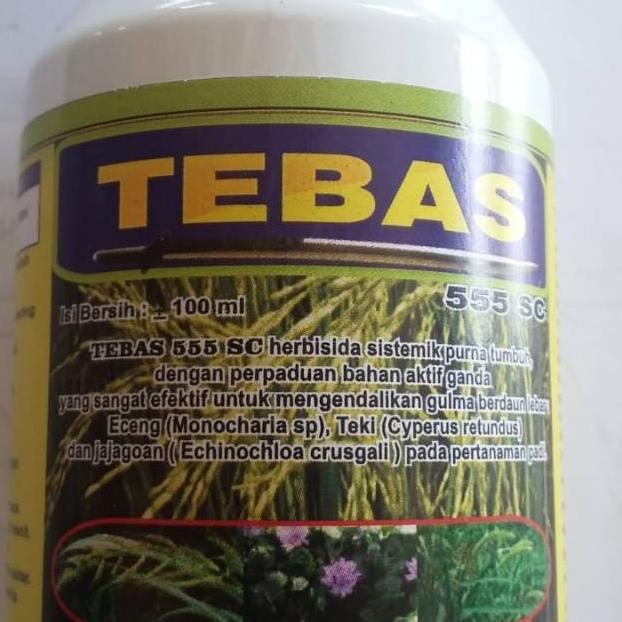 TEBAS
Isi Bersih : ± 100 ml
555 SC
TEBAS 555 SC herbisida sistemik purna tumbuh,
dengan perpaduan bahan aktif ganda
yang sangat efektif untuk mengendalikan gulma berdaun lebar
Eceng (Monocharia sp), Teki (Cyperus retundus)
dan jajagoan ( Echinochloa crusgali ) pada pertanaman padi.